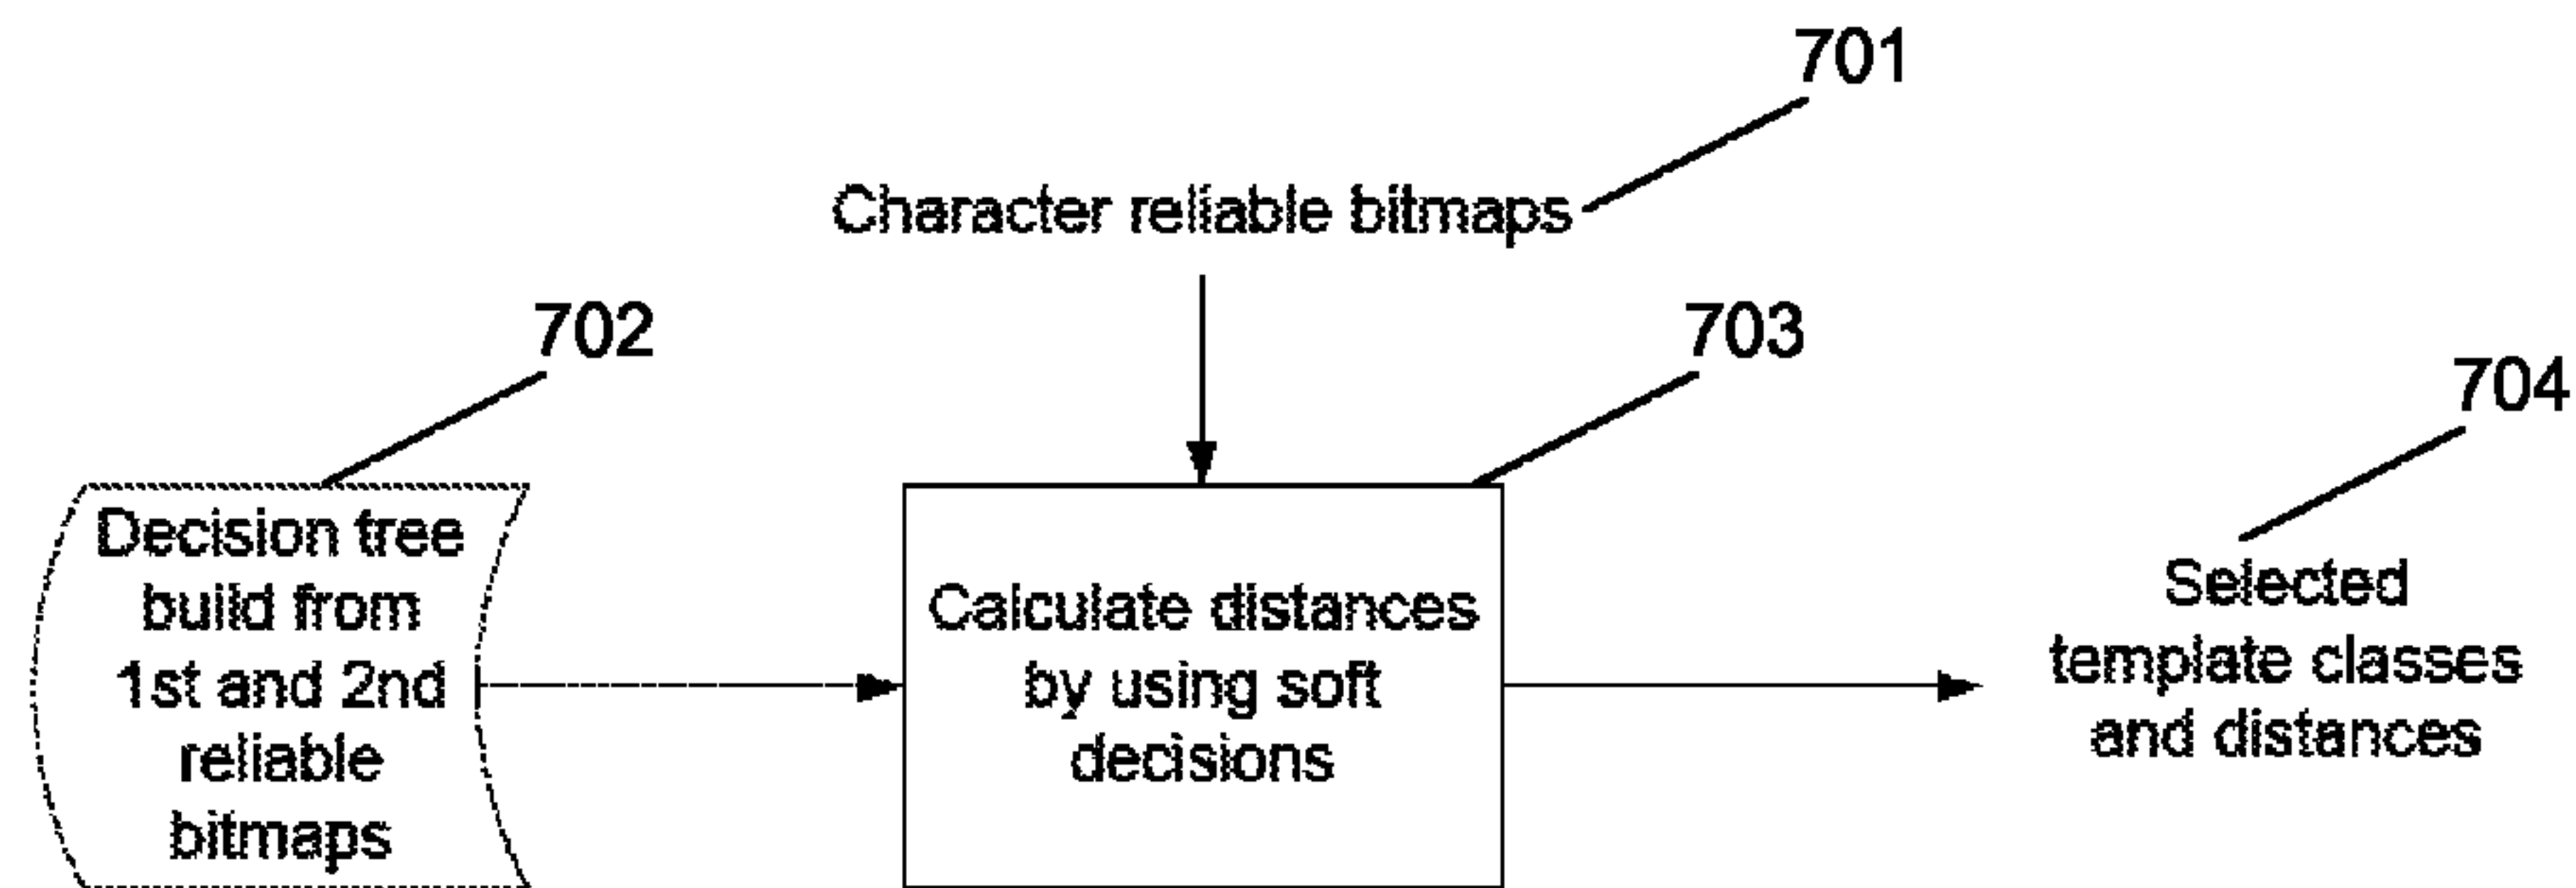 701
Character reliable bitmaps
702
703
704
Decision tree
build from
1st and 2nd
reliable
bitmaps
Calculate distances
by using soft
decisions
Selected
template classes
and distances